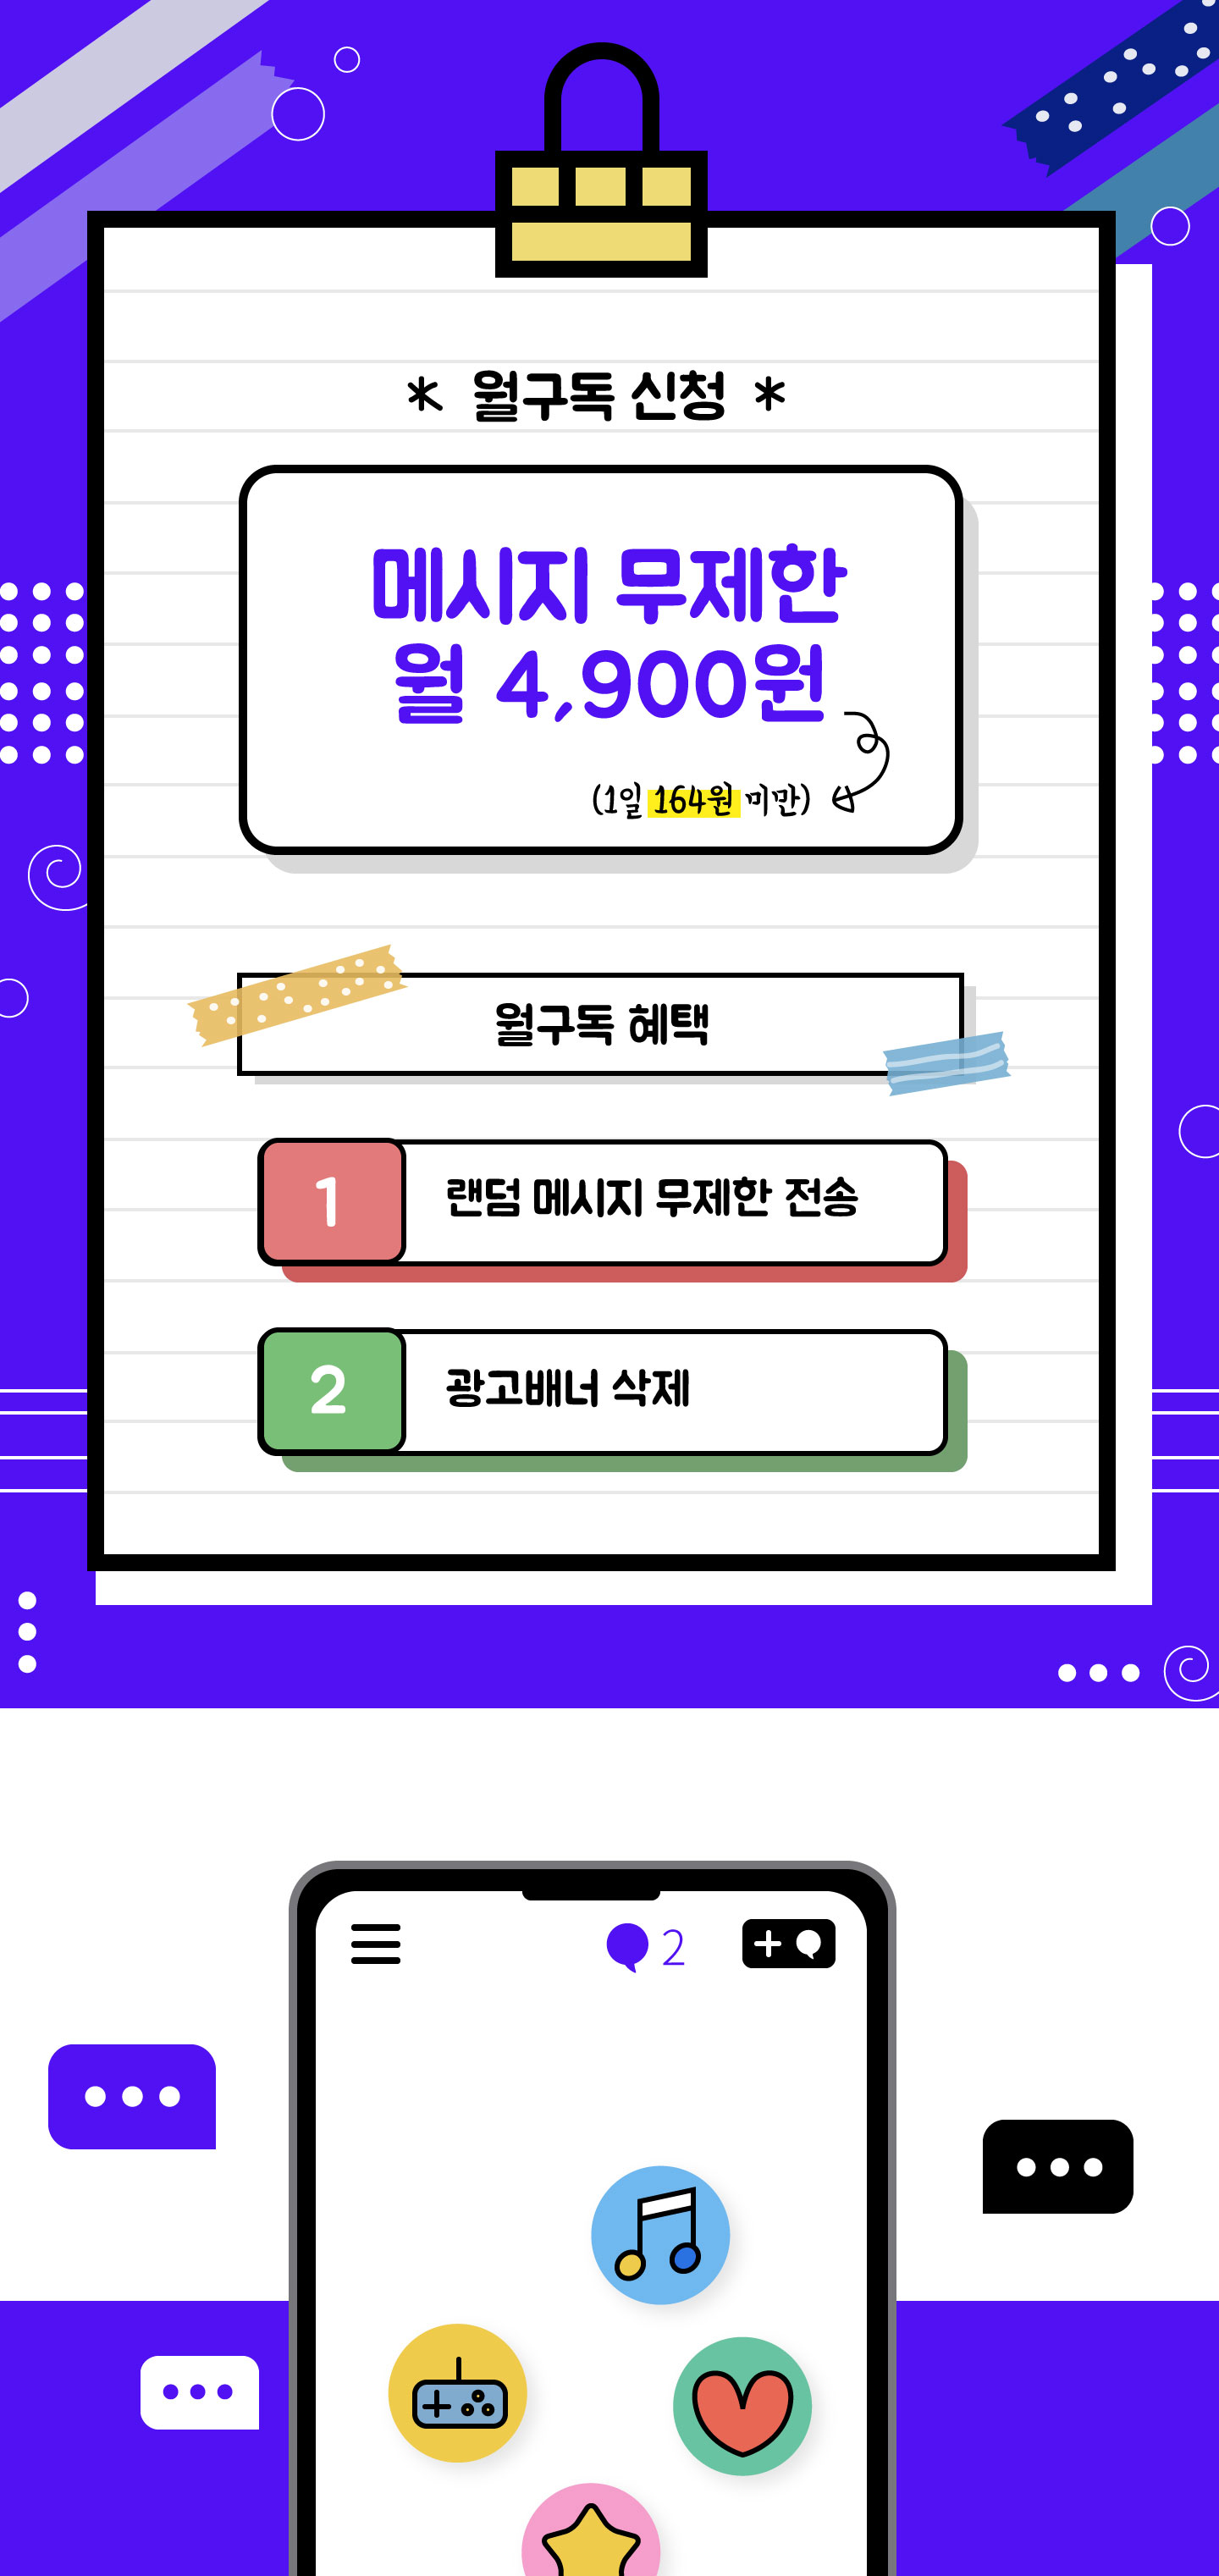 * 월구독 신청 *
메시지 무제한
월 4,900원
(1일 164원 미만)
월구독 혜택
1 랜덤 메시지 무제한 전송
2 광고배너 삭제
2